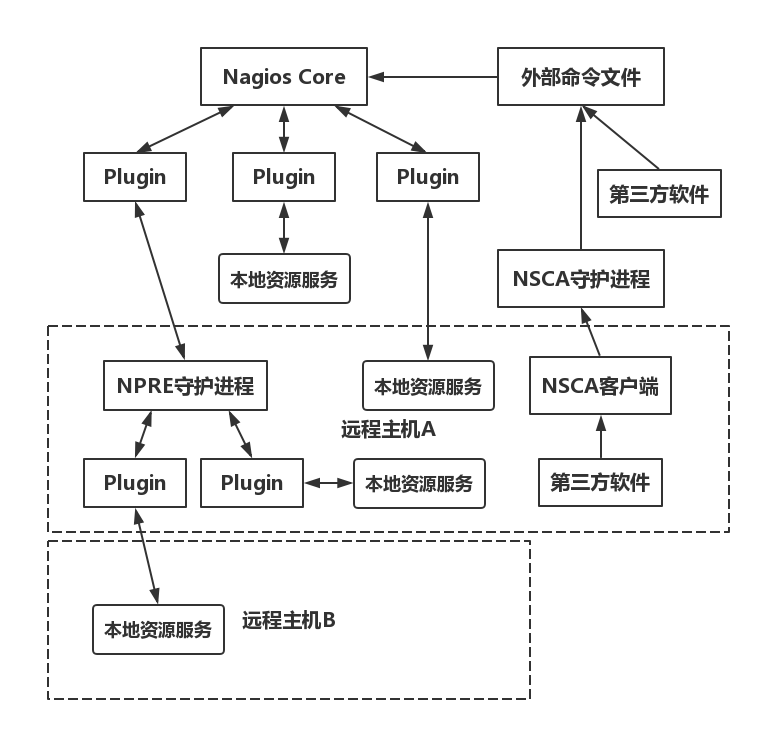 Nagios Core
外部命令文件
Plugin
Plugin
Plugin
第三方软件
本地资源服务
NSCA守护进程
NPRE守护进程
本地资源服务
NSCA客户端
远程主机A
Plugin
Plugin
本地资源服务
第三方软件
本地资源服务
远程主机B